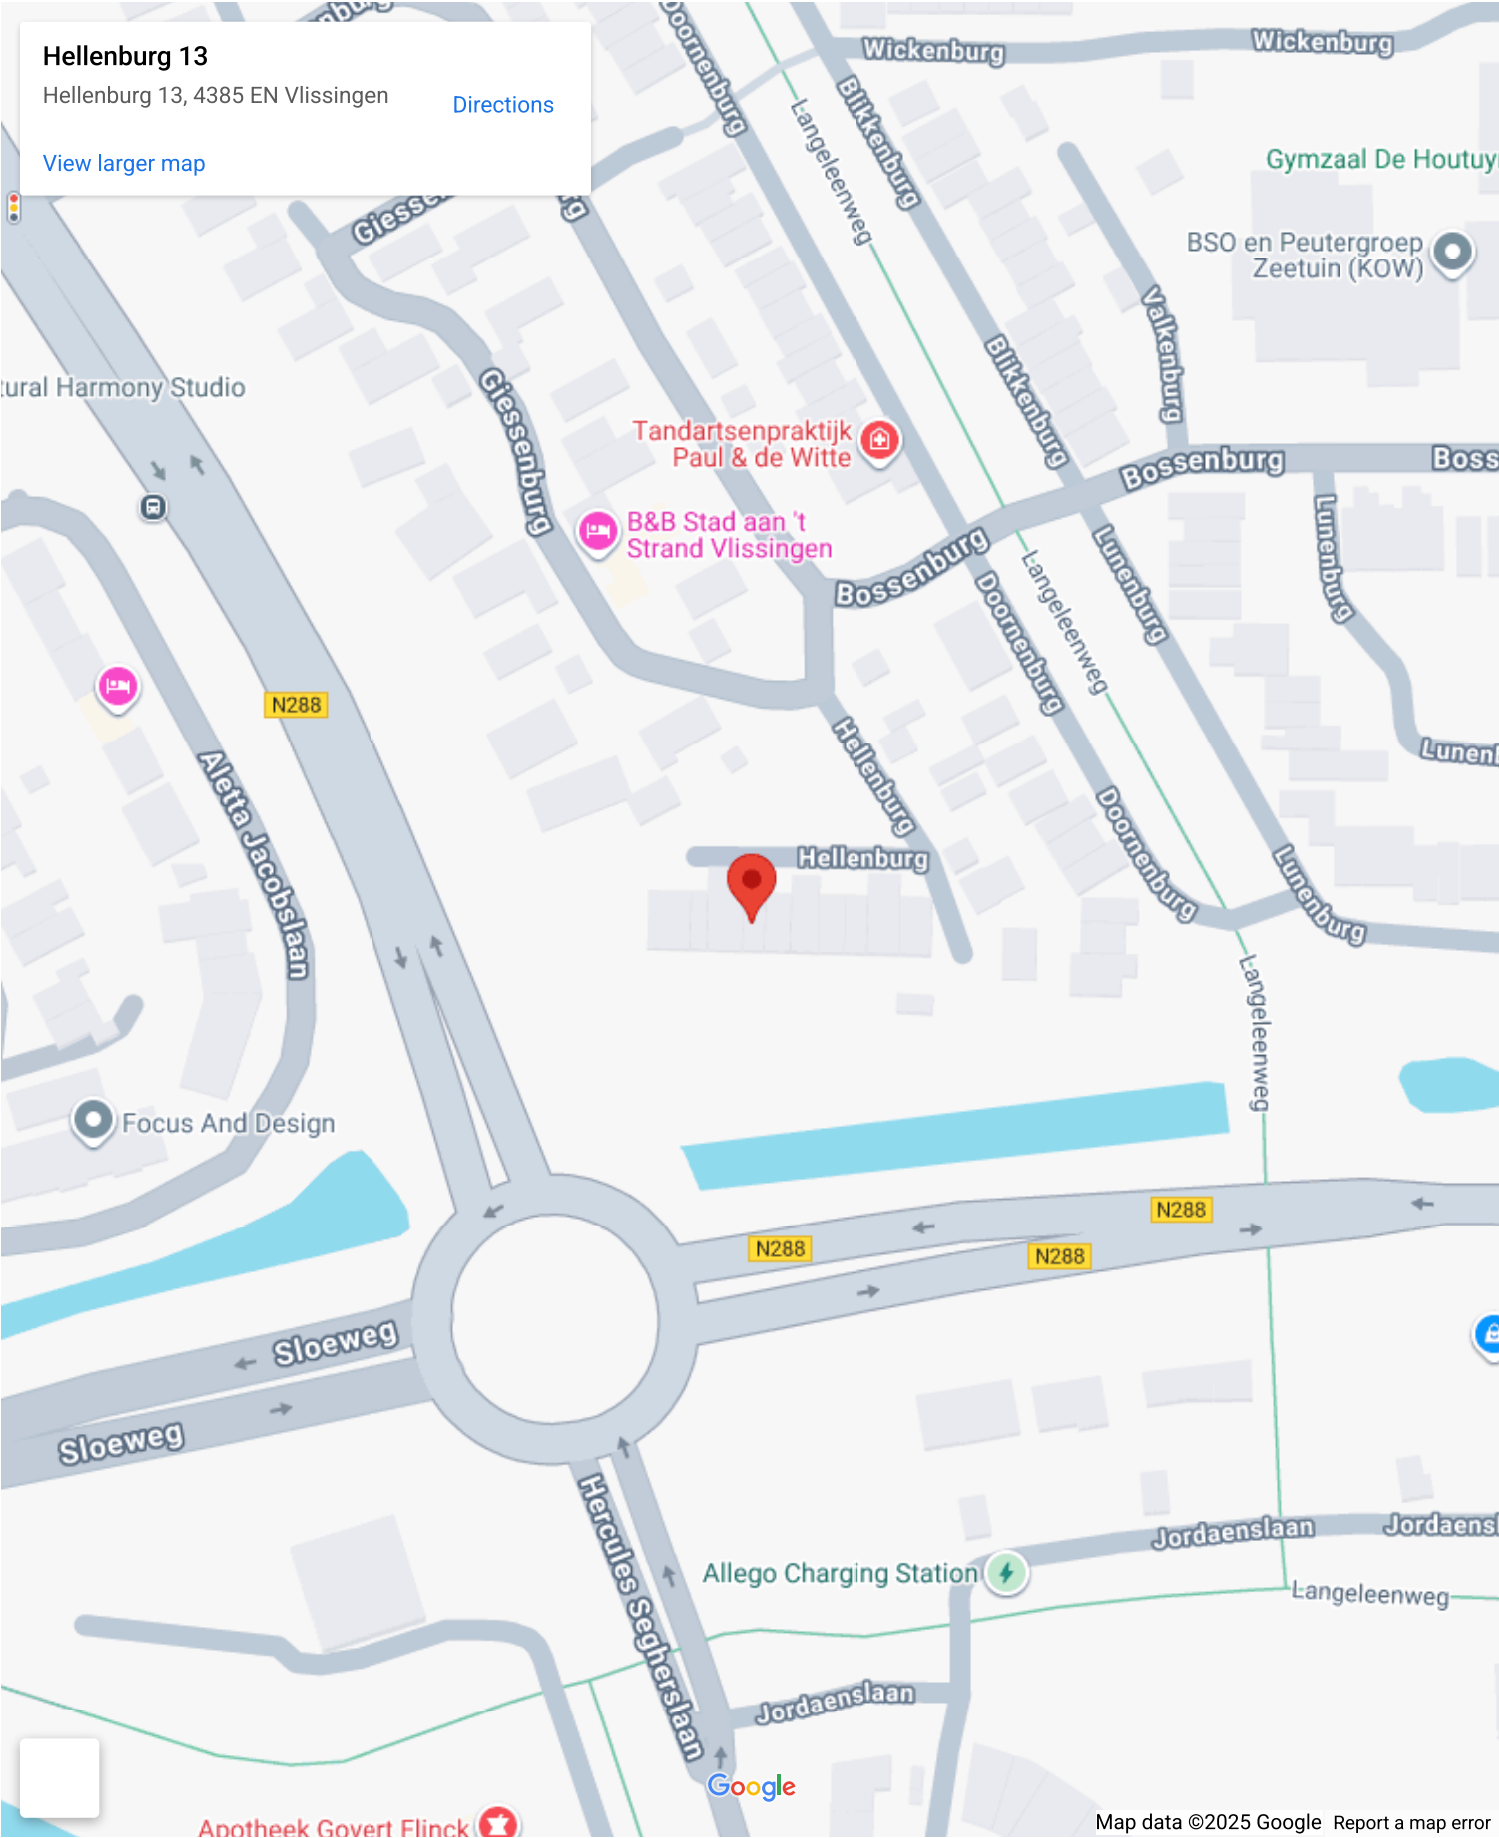 Hellenburg 13
Hellenburg 13, 4385 EN Vlissingen
Directions
View larger map
Doornenburg
Wickenburg
Wickenburg
Langeleenweg
Blikkenburg
Gymzaal De Houtuy
BSO en Peutergroep
Zeetuin (KOW)
Valkenburg
tural Harmony Studio
Giessenburg
Blikkenburg
Tandartsenpraktijk
Paul & de Witte
Bossenburg
Boss
B&B Stad aan 't
Strand Vlissingen
Bossenburg
Lunenburg
Lunenburg
Langeleenweg
Doornenburg
N288
Hellenburg
Lunenb
Aletta Jacobslaan
Doornenburg
Hellenburg
Lunenburg
Langeleenweg
Focus And Design
N288
N288
N288
Sloeweg
Sloeweg
Hercules Segherslaan
Jordaenslaan
Jordaensl
Allego Charging Station
Langeleenweg
Jordaenslaan
Google
Apotheek Govert Flinck
Map data ©2025 Google
Report a map error